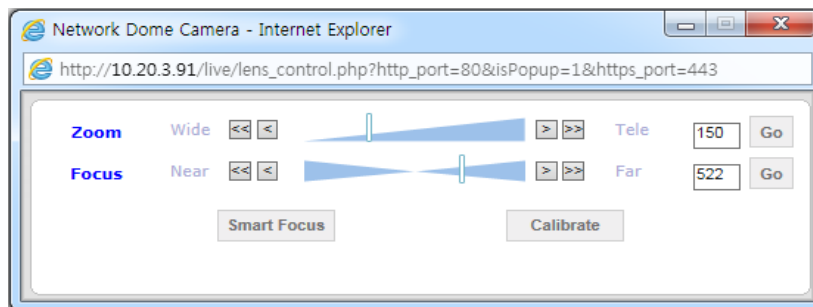 Network Dome Camera - Internet Explorer
http://10.20.3.91/live/lens_control.php?http_port=80&isPopup=1&https_port=443
Zoom Wide << < > >> Tele 150 Go
Focus Near << < > >> Far 522 Go
Smart Focus Calibrate